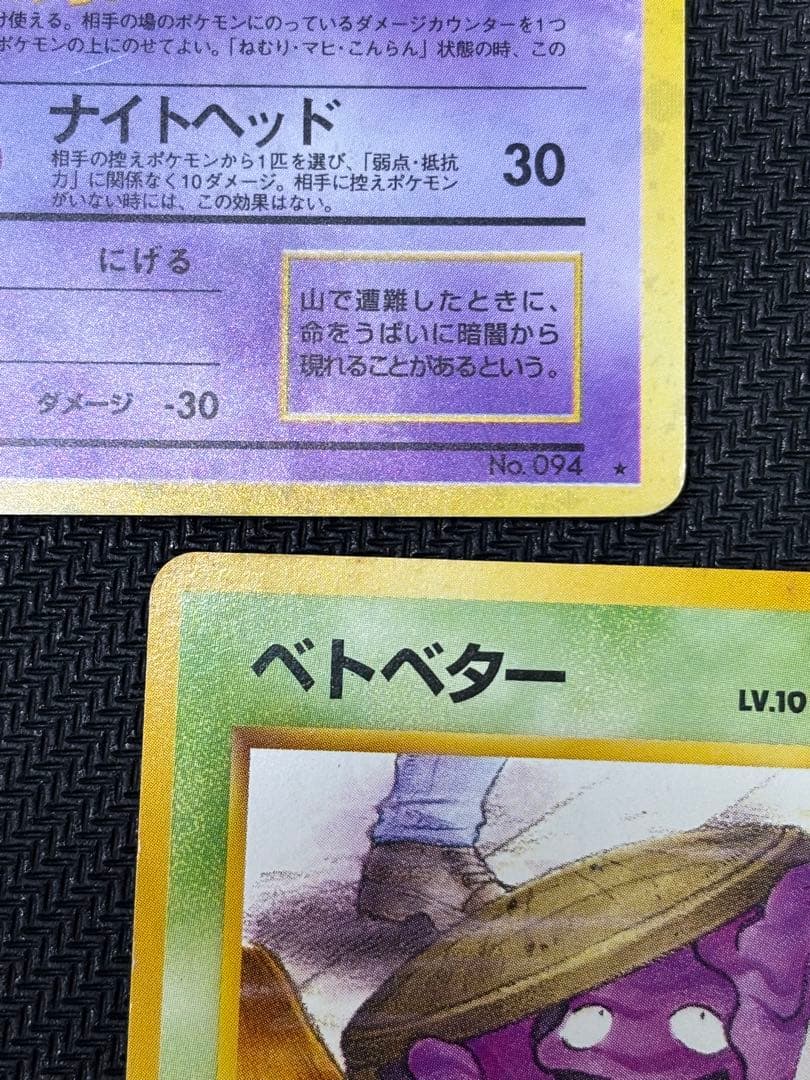 け使える。相手の場のポケモンにのっているダメージカウンターを1つ
ポケモンの上にのせてよい。「ねむり・マヒ・こんらん」状態の時、この
ナイトヘッド
30
相手の控えポケモンから1匹を選び、「弱点・抵抗
力」に関係なく10ダメージ。相手に控えポケモン
がいない時には、この効果はない。
にげる
山で遭難したときに、
命をうばいに暗闇から
現れることがあるという。
ダメージ -30
No. 094 ★
ベトベター
LV.10